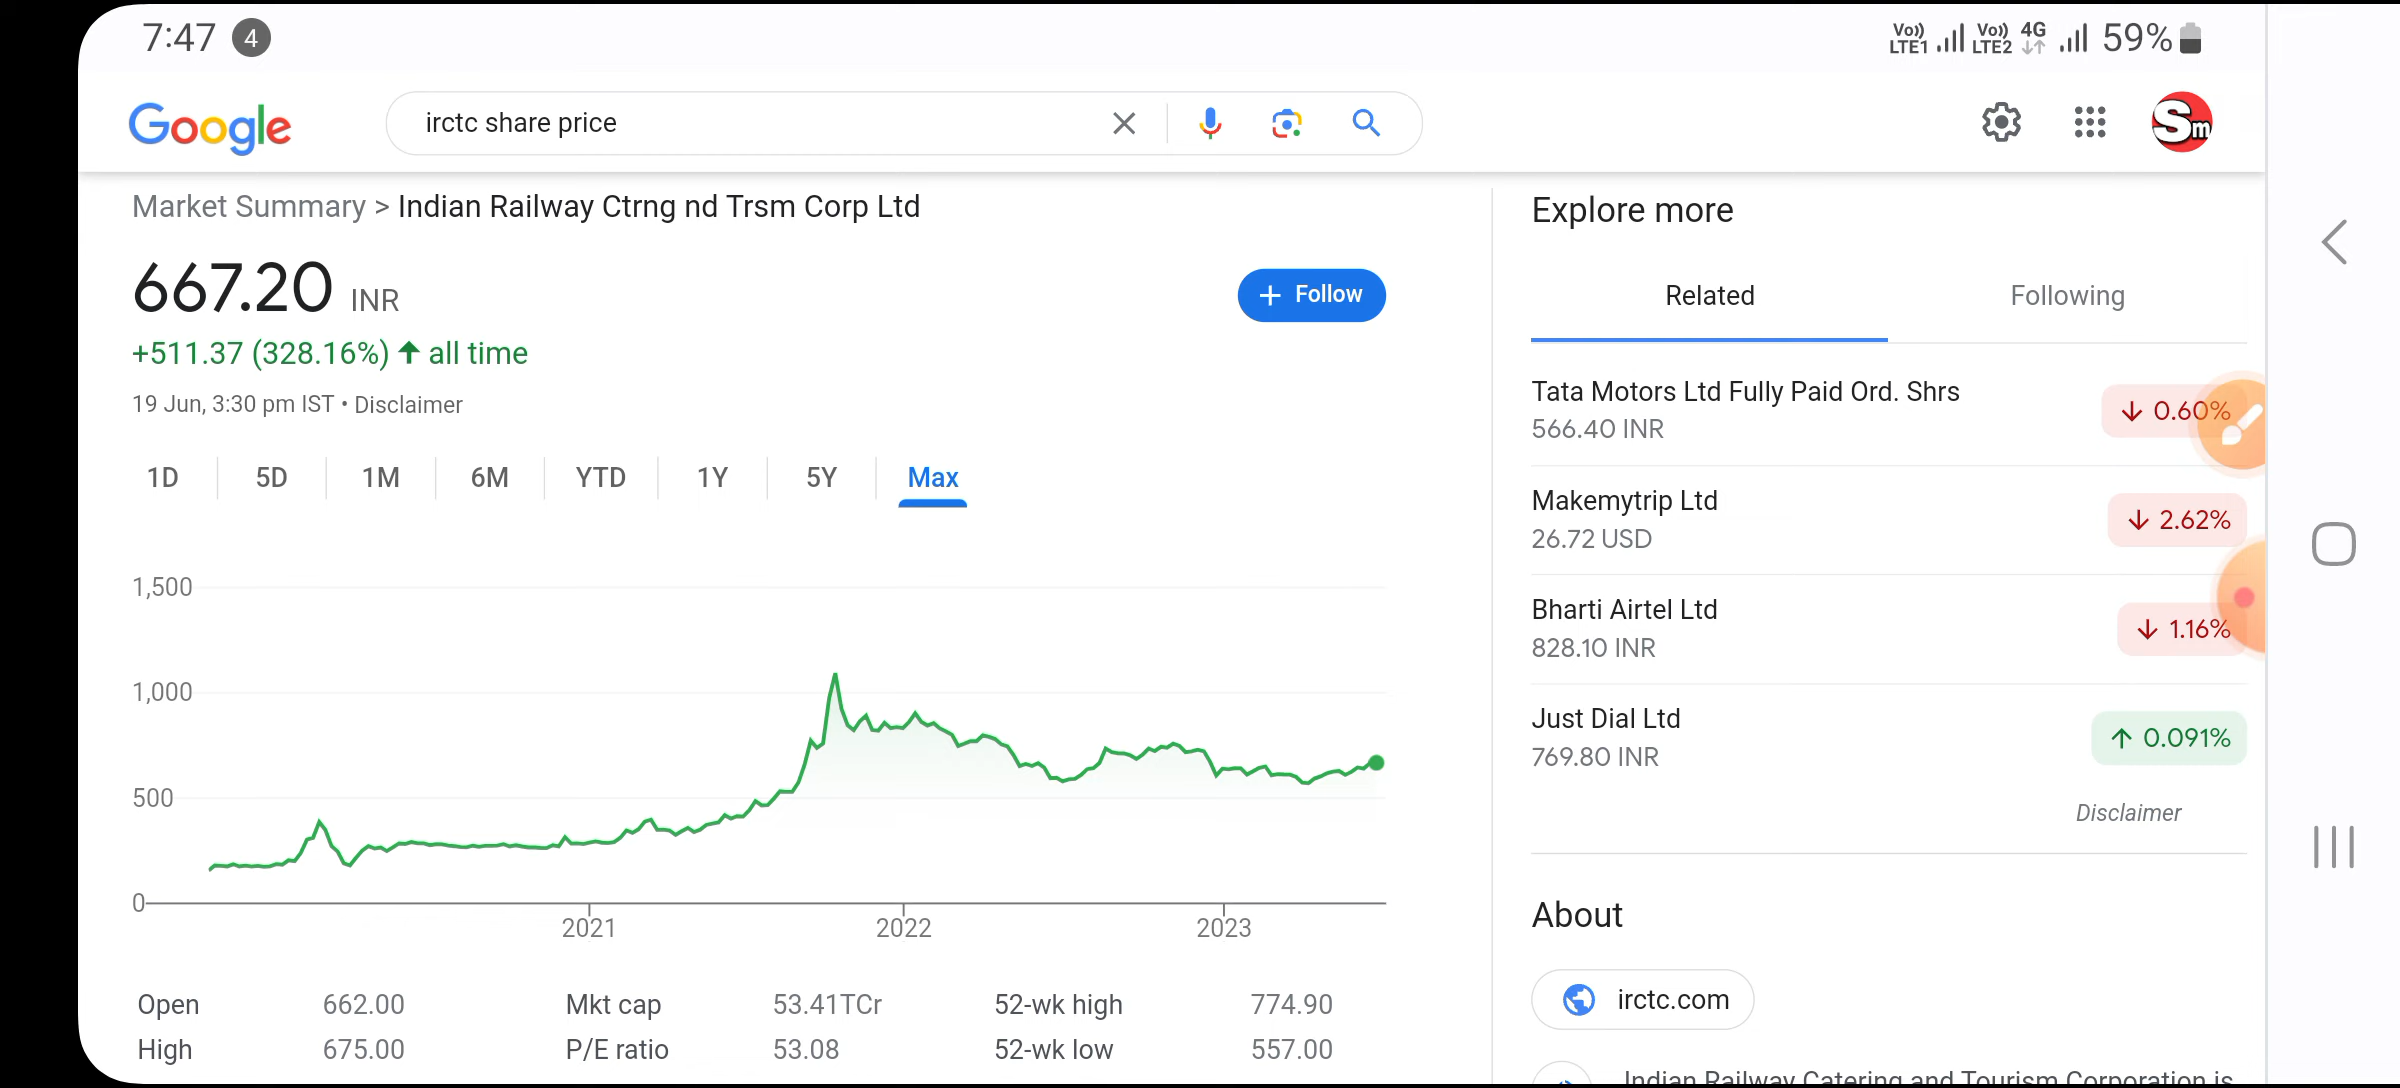 7:47 4
Vo)) LTE1 Vo)) LTE2 4G 59%
Google
irctc share price
Sm
Market Summary > Indian Railway Ctrng nd Trsm Corp Ltd
667.20 INR
+ Follow
+511.37 (328.16%) ↑ all time
19 Jun, 3:30 pm IST • Disclaimer
1D 5D 1M 6M YTD 1Y 5Y Max
1,500
1,000
500
0
2021 2022 2023
Open 662.00 Mkt cap 53.41TCr 52-wk high 774.90
High 675.00 P/E ratio 53.08 52-wk low 557.00
Explore more
Related Following
Tata Motors Ltd Fully Paid Ord. Shrs
566.40 INR
↓ 0.60%
Makemytrip Ltd
26.72 USD
↓ 2.62%
Bharti Airtel Ltd
828.10 INR
↓ 1.16%
Just Dial Ltd
769.80 INR
↑ 0.091%
Disclaimer
About
irctc.com
Indian Railway Catering and Tourism Corporation is